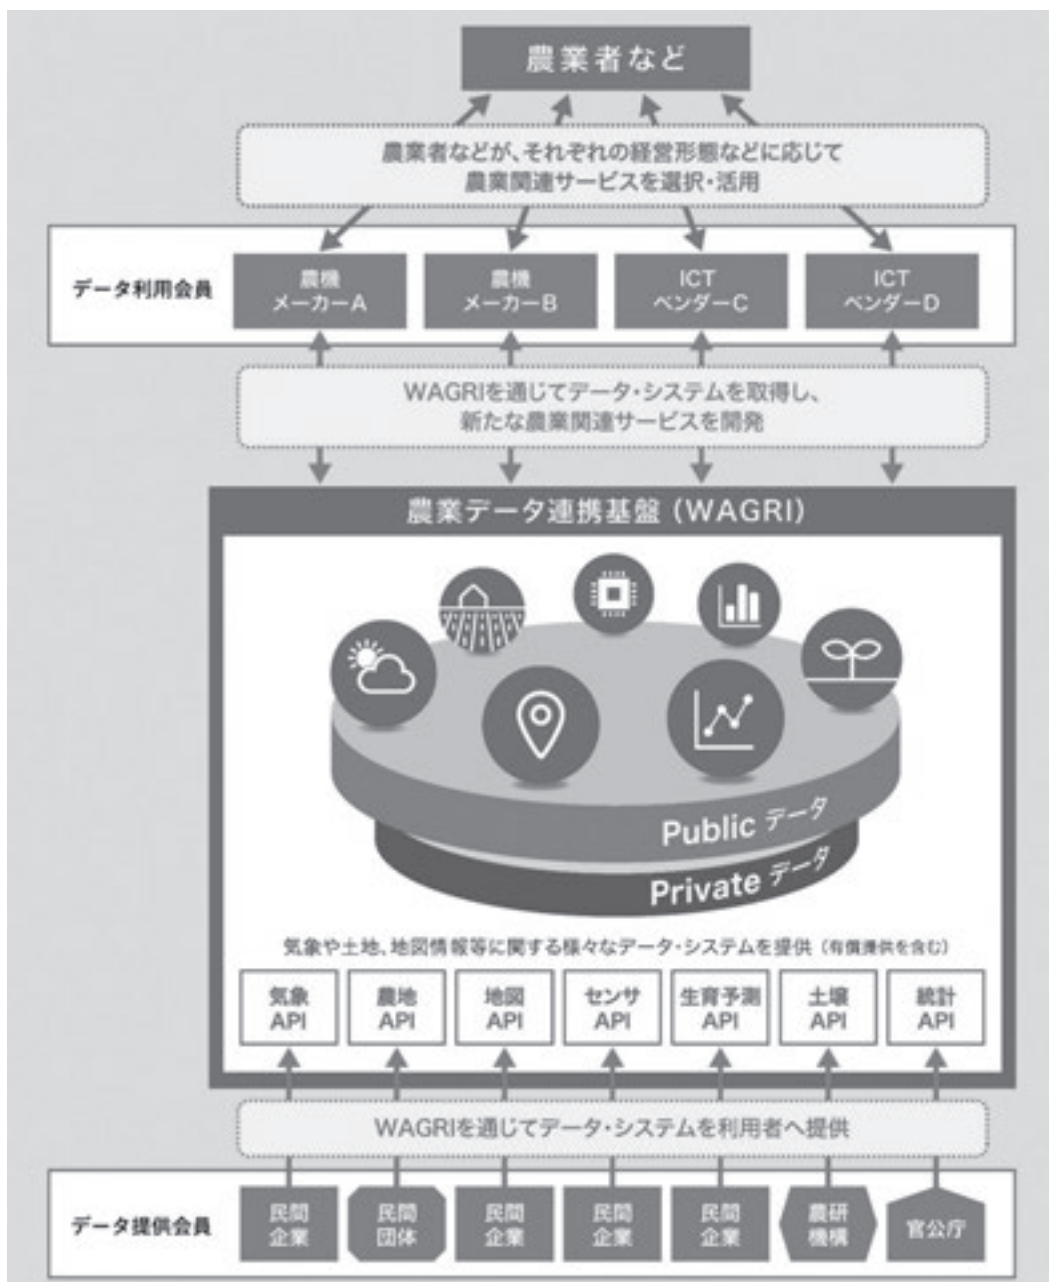 農業者など
農業者などが、それぞれの経営形態などに応じて
農業関連サービスを選択・活用
データ利用会員
農機
メーカーA
農機
メーカーB
ICT
ベンダーC
ICT
ベンダーD
WAGRIを通じてデータ・システムを取得し、
新たな農業関連サービスを開発
農業データ連携基盤（WAGRI）
Public データ
Private データ
気象や土地、地図情報等に関する様々なデータ・システムを提供（有償提供を含む）
気象
API
農地
API
地図
API
センサ
API
生育予測
API
土壌
API
統計
API
WAGRIを通じてデータ・システムを利用者へ提供
データ提供会員
民間
企業
民間
団体
民間
企業
民間
企業
民間
企業
農研
機構
官公庁